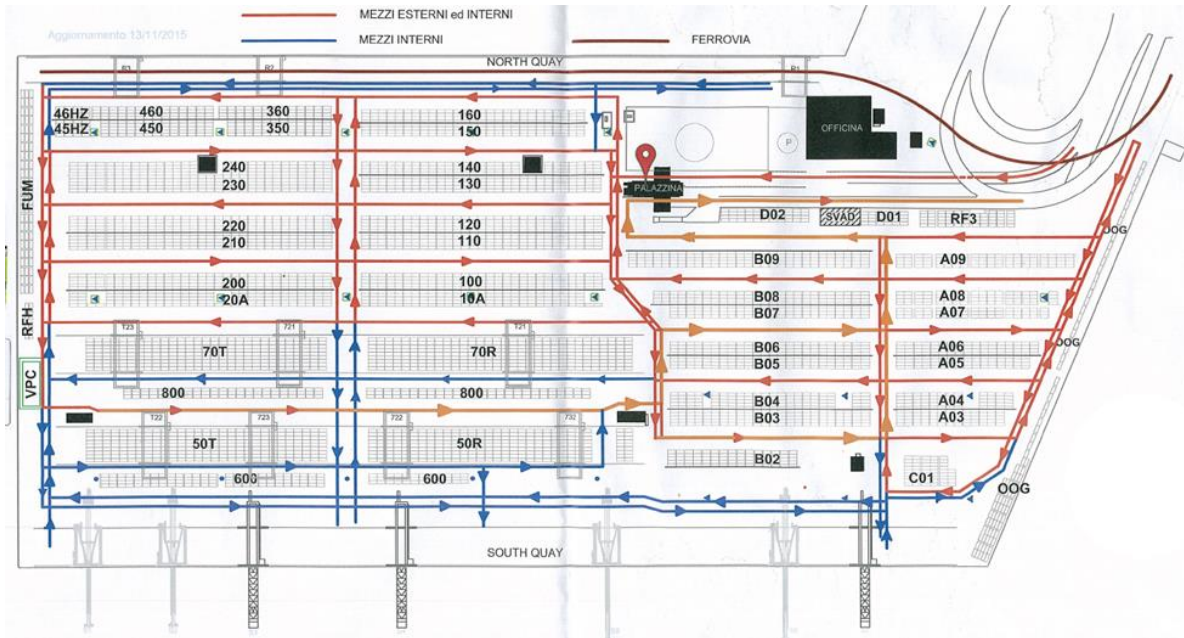 MEZZI ESTERNI ed INTERNI
Aggiornamento 13/11/2015
MEZZI INTERNI
FERROVIA
NORTH QUAY
R3
R2
R1
46HZ 460 360 160
45HZ 450 350 150
OFFICINA
P
240 140
230 130
PALAZZINA
FUM
220 120
210 110
D02 SVAD D01 RF3
OOG
B09 A09
200 100
20A 10A
B08 A08
B07 A07
RFH
T23 721 T21
70T 70R
B06 A06
B05 A05
OOG
VPC
800 800
B04 A04
B03 A03
T22 723 722 732
50T 50R
B02
600 600
C01
OOG
SOUTH QUAY